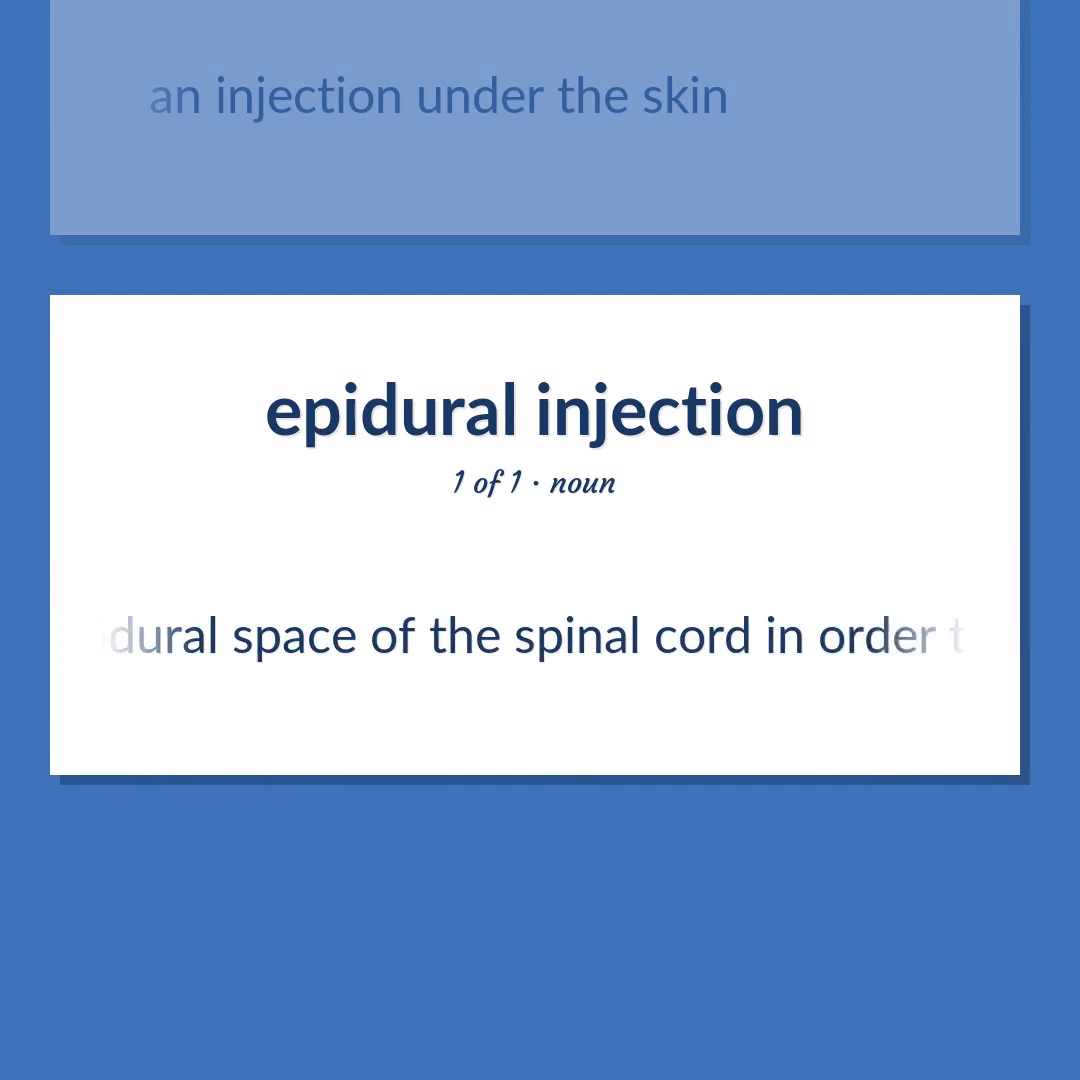 an injection under the skin
epidural injection
1 of 1 · noun
dural space of the spinal cord in order t